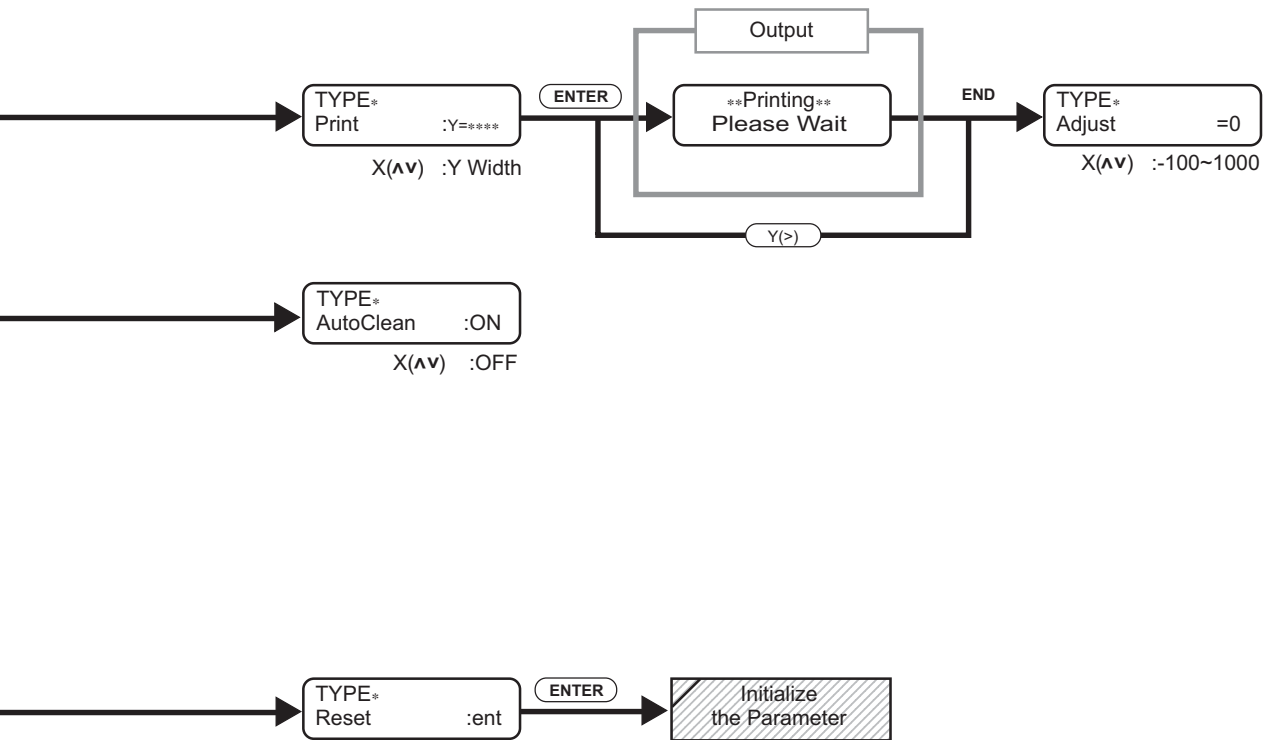 Output
TYPE*
Print :Y=****
X(∧∨) :Y Width
ENTER
**Printing**
Please Wait
END
TYPE*
Adjust =0
X(∧∨) :-100~1000
Y(>)
TYPE*
AutoClean :ON
X(∧∨) :OFF
TYPE*
Reset :ent
ENTER
Initialize
the Parameter